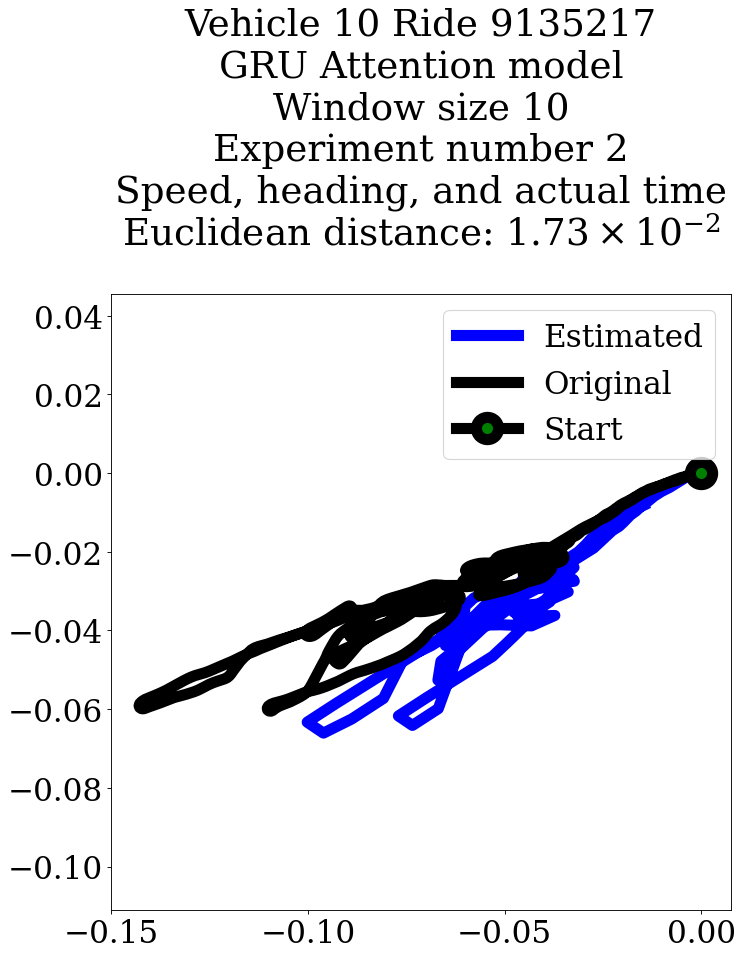 Vehicle 10 Ride 9135217
GRU Attention model
Window size 10
Experiment number 2
Speed, heading, and actual time
Euclidean distance: 1.73 × 10⁻²
0.04
Estimated
0.02
Original
Start
0.00
−0.02
−0.04
−0.06
−0.08
−0.10
−0.15 −0.10 −0.05 0.00